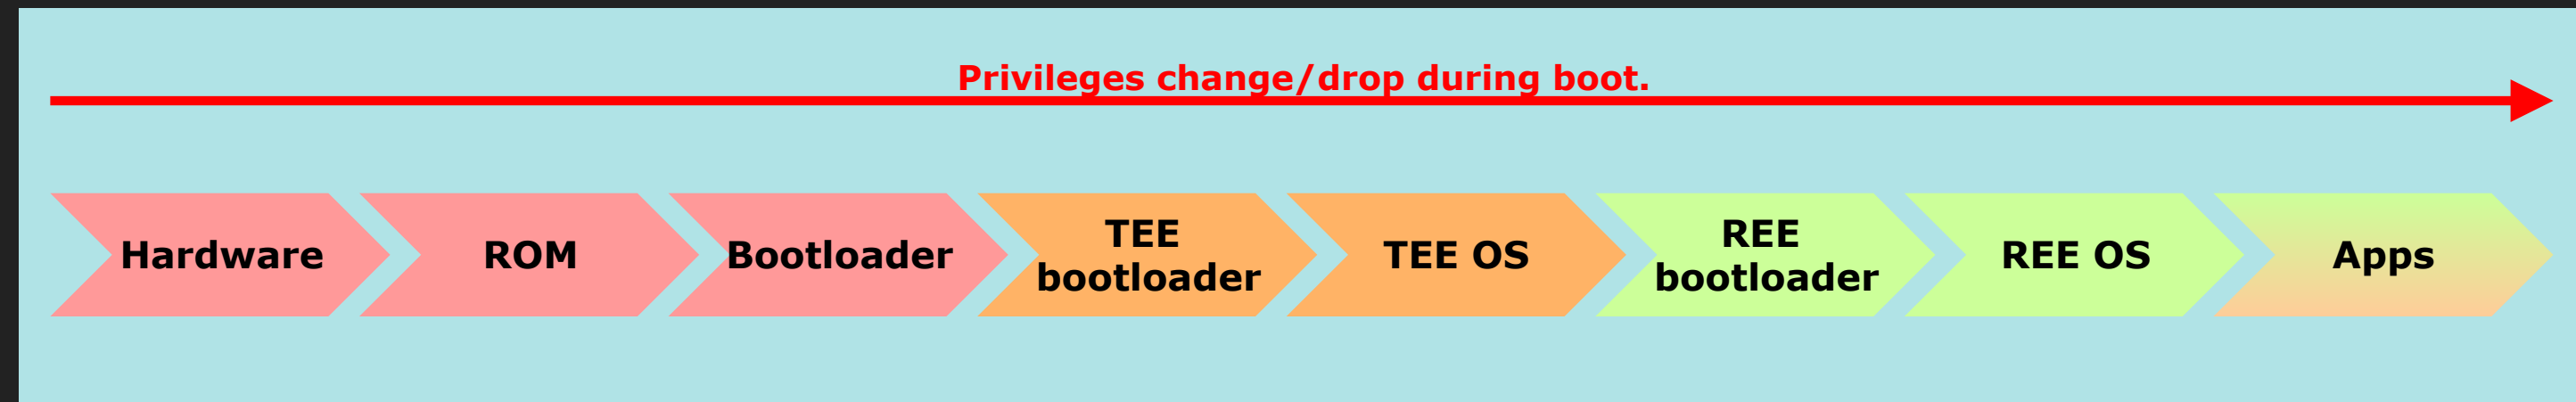 Privileges change/drop during boot.
Hardware
ROM
Bootloader
TEE
bootloader
TEE OS
REE
bootloader
REE OS
Apps